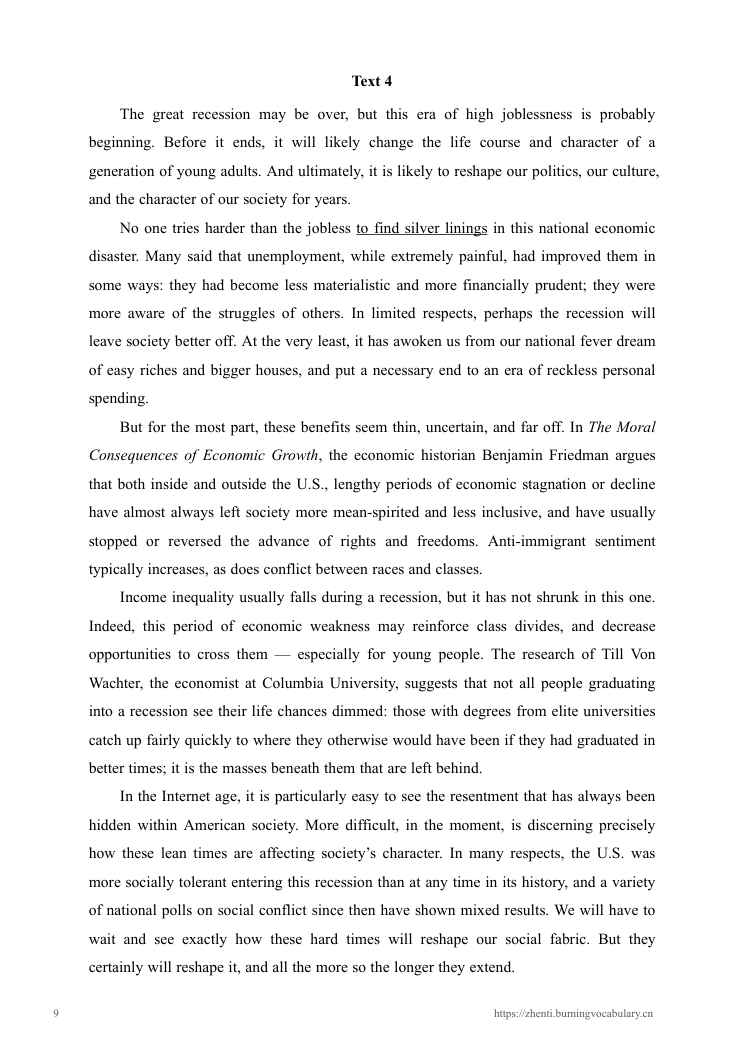 Text 4
The great recession may be over, but this era of high joblessness is probably
beginning. Before it ends, it will likely change the life course and character of a
generation of young adults. And ultimately, it is likely to reshape our politics, our culture,
and the character of our society for years.
No one tries harder than the jobless to find silver linings in this national economic
disaster. Many said that unemployment, while extremely painful, had improved them in
some ways: they had become less materialistic and more financially prudent; they were
more aware of the struggles of others. In limited respects, perhaps the recession will
leave society better off. At the very least, it has awoken us from our national fever dream
of easy riches and bigger houses, and put a necessary end to an era of reckless personal
spending.
But for the most part, these benefits seem thin, uncertain, and far off. In The Moral
Consequences of Economic Growth, the economic historian Benjamin Friedman argues
that both inside and outside the U.S., lengthy periods of economic stagnation or decline
have almost always left society more mean-spirited and less inclusive, and have usually
stopped or reversed the advance of rights and freedoms. Anti-immigrant sentiment
typically increases, as does conflict between races and classes.
Income inequality usually falls during a recession, but it has not shrunk in this one.
Indeed, this period of economic weakness may reinforce class divides, and decrease
opportunities to cross them — especially for young people. The research of Till Von
Wachter, the economist at Columbia University, suggests that not all people graduating
into a recession see their life chances dimmed: those with degrees from elite universities
catch up fairly quickly to where they otherwise would have been if they had graduated in
better times; it is the masses beneath them that are left behind.
In the Internet age, it is particularly easy to see the resentment that has always been
hidden within American society. More difficult, in the moment, is discerning precisely
how these lean times are affecting society's character. In many respects, the U.S. was
more socially tolerant entering this recession than at any time in its history, and a variety
of national polls on social conflict since then have shown mixed results. We will have to
wait and see exactly how these hard times will reshape our social fabric. But they
certainly will reshape it, and all the more so the longer they extend.
9
https://zhenti.burningvocabulary.cn